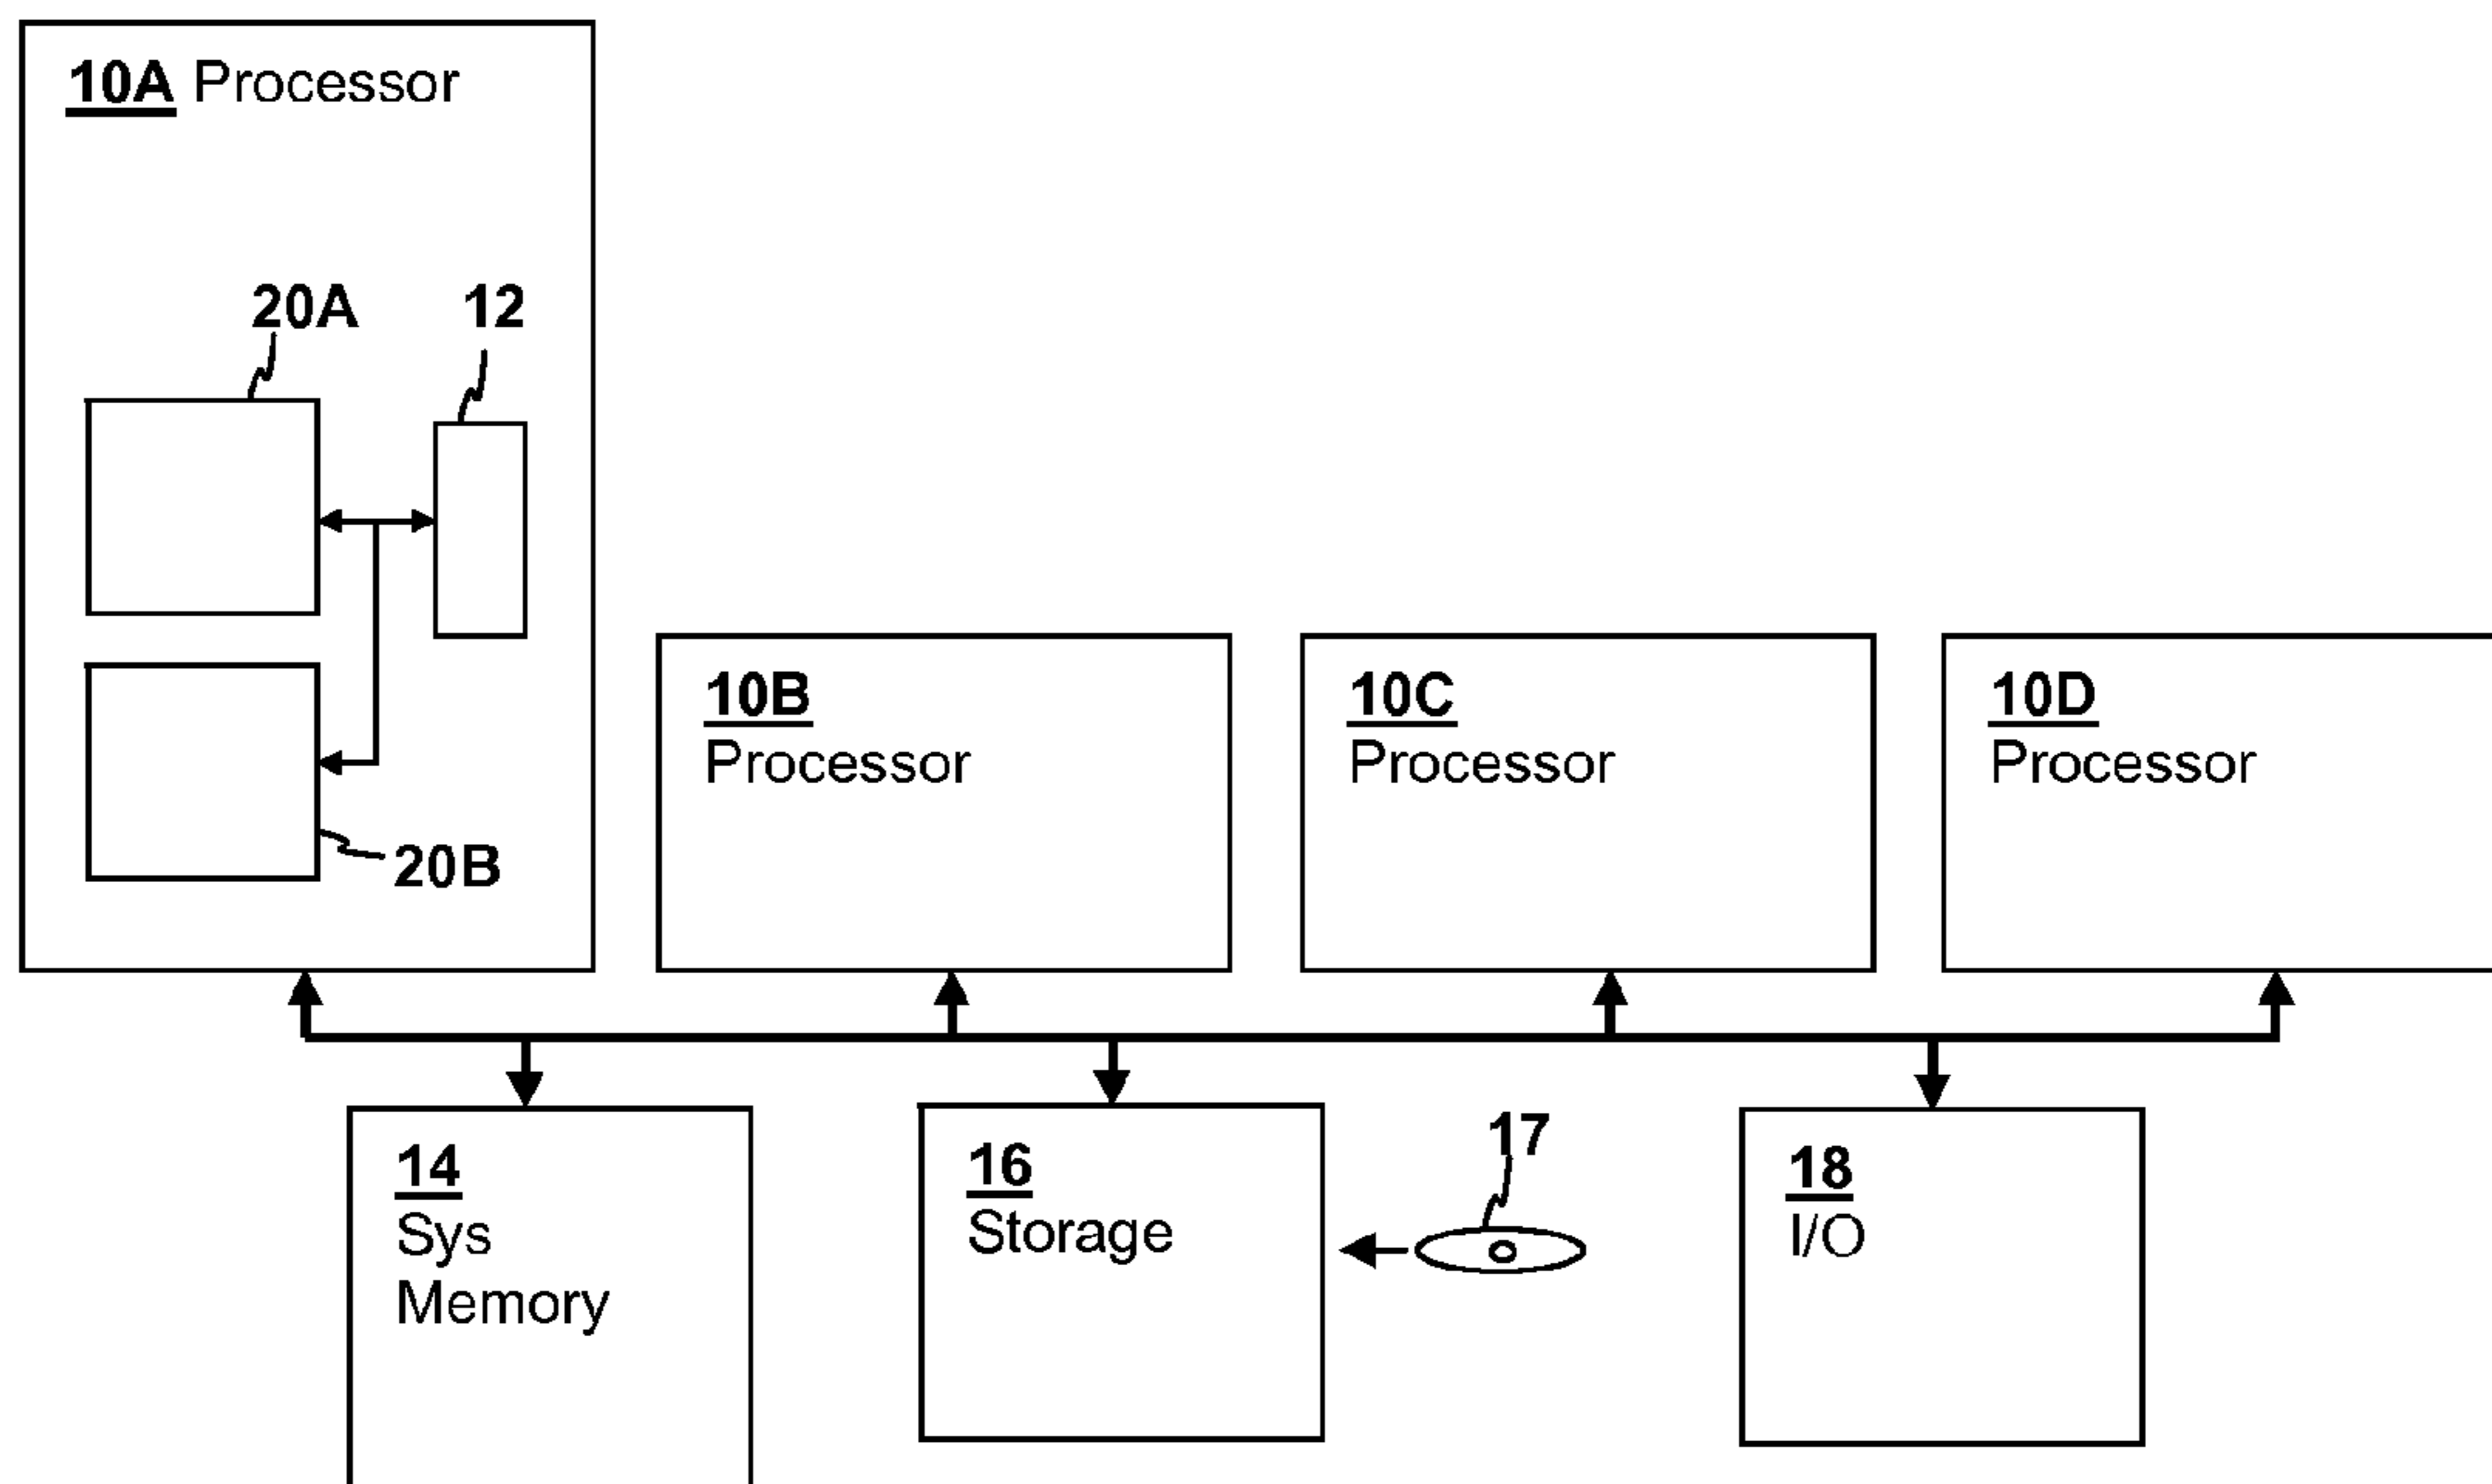 10A Processor
20A
12
20B
10B
Processor
10C
Processor
10D
Processor
14
Sys
Memory
16
Storage
17
18
I/O